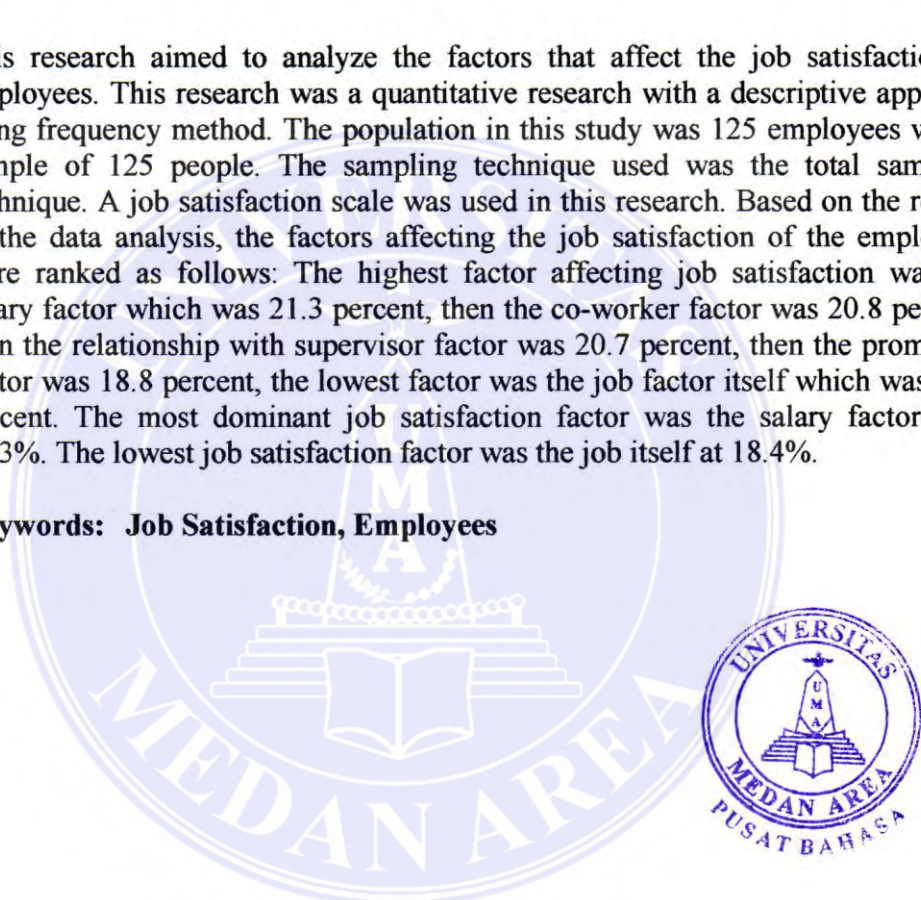 is research aimed to analyze the factors that affect the job satisfacti
ployees. This research was a quantitative research with a descriptive app
ng frequency method. The population in this study was 125 employees
mple of 125 people. The sampling technique used was the total sam
hnique. A job satisfaction scale was used in this research. Based on the r
the data analysis, the factors affecting the job satisfaction of the empl
re ranked as follows: The highest factor affecting job satisfaction wa
ary factor which was 21.3 percent, then the co-worker factor was 20.8 pe
n the relationship with supervisor factor was 20.7 percent, then the prom
tor was 18.8 percent, the lowest factor was the job factor itself which was
cent. The most dominant job satisfaction factor was the salary factor
3%. The lowest job satisfaction factor was the job itself at 18.4%.
ywords: Job Satisfaction, Employees
UNIVERSITAS
UMA
MEDAN AREA
UNIVERSITAS
UMA
MEDAN AREA
PUSAT BAHASA